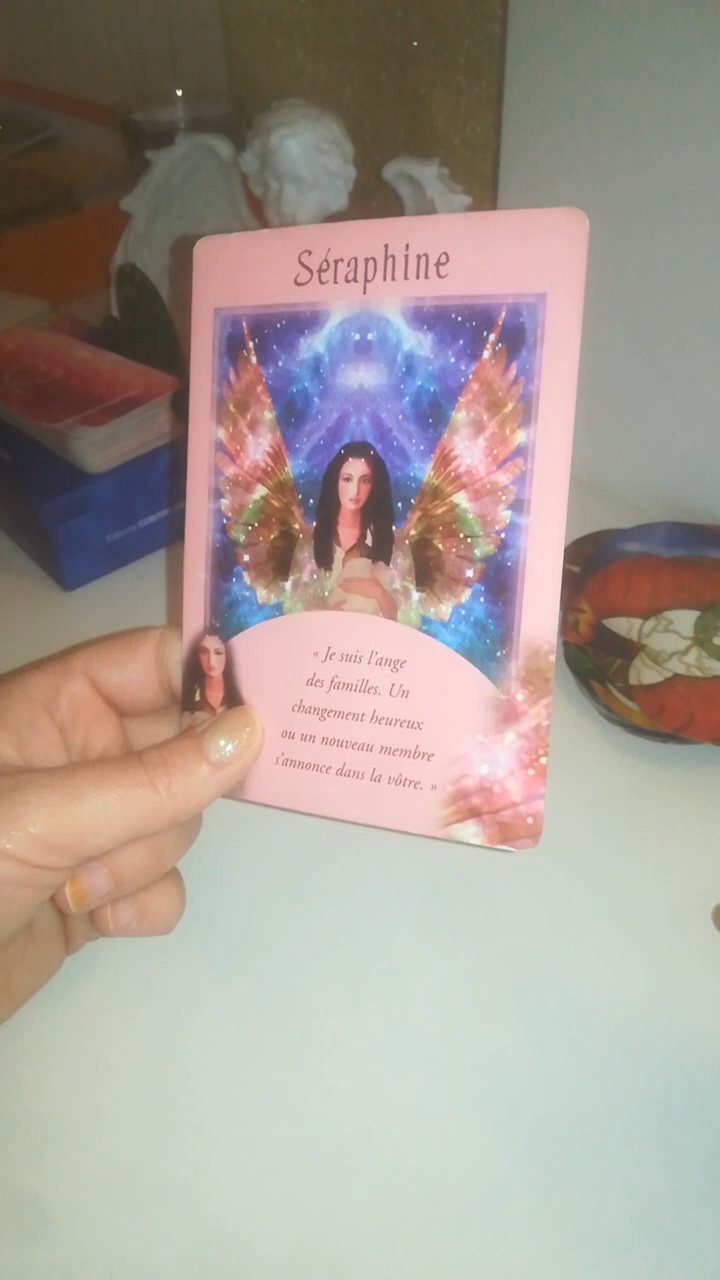 Séraphine
« Je suis l'ange
des familles. Un
changement heureux
ou un nouveau membre
s'annonce dans la vôtre. »